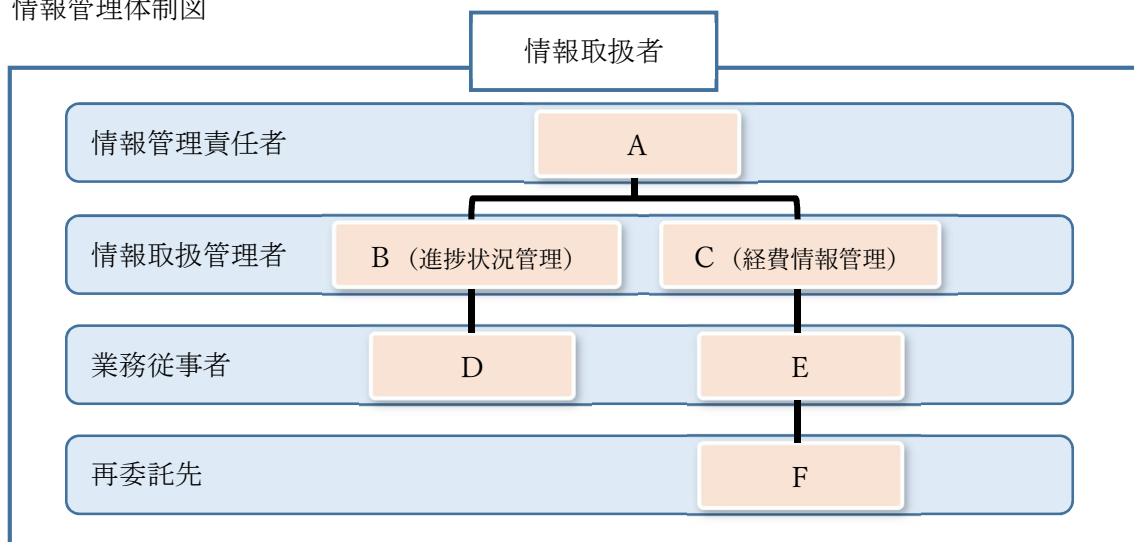 情報管理体制図
情報取扱者
情報管理責任者
A
情報取扱管理者
B（進捗状況管理）
C（経費情報管理）
業務従事者
D
E
再委託先
F